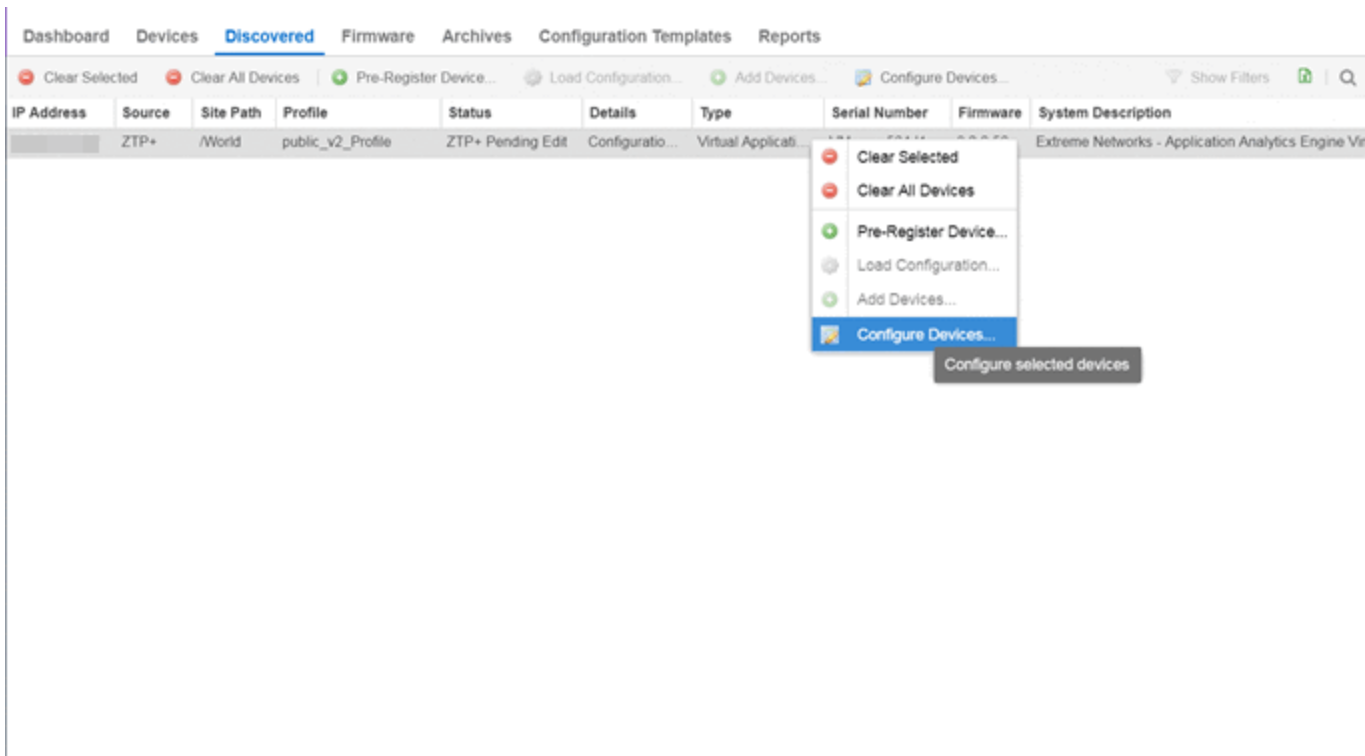 Dashboard Devices Discovered Firmware Archives Configuration Templates Reports
Clear Selected Clear All Devices Pre-Register Device... Load Configuration... Add Devices... Configure Devices... Show Filters
IP Address Source Site Path Profile Status Details Type Serial Number Firmware System Description
ZTP+ /World public_v2_Profile ZTP+ Pending Edit Configuratio... Virtual Applicati... Extreme Networks - Application Analytics Engine Vir
Clear Selected
Clear All Devices
Pre-Register Device...
Load Configuration...
Add Devices...
Configure Devices...
Configure selected devices